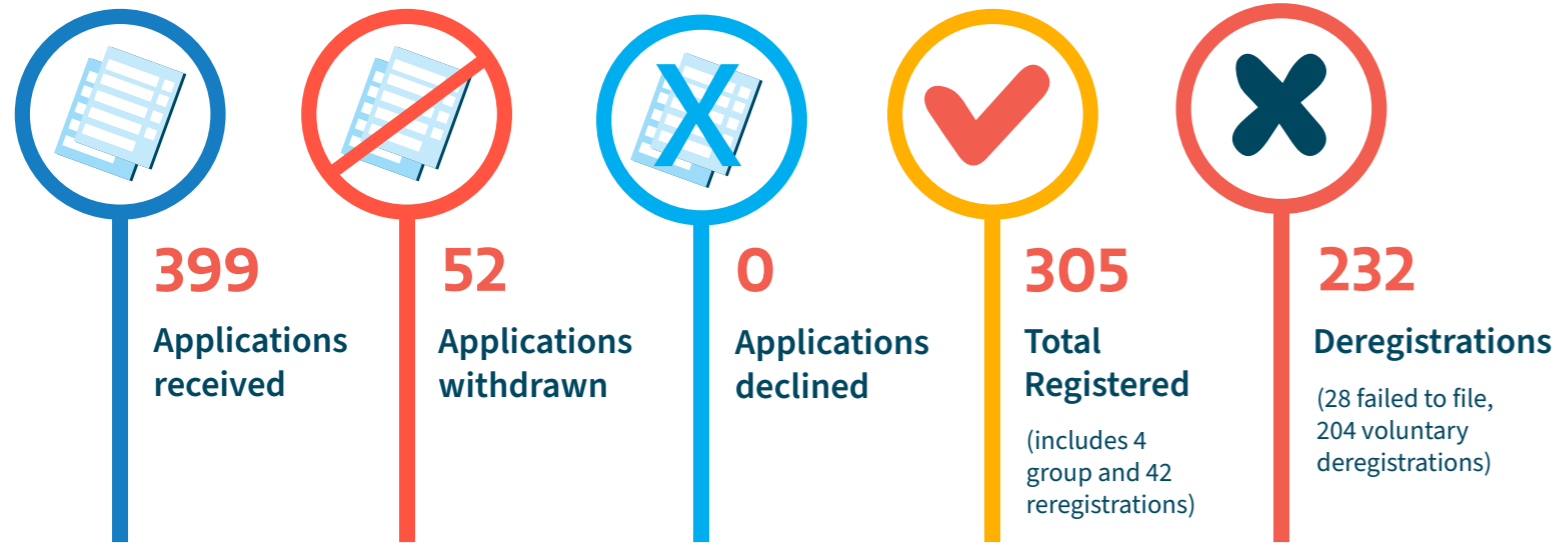 399
Applications
received
52
Applications
withdrawn
X
0
Applications
declined
305
Total
Registered
(includes 4
group and 42
reregistrations)
232
Deregistrations
(28 failed to file,
204 voluntary
deregistrations)